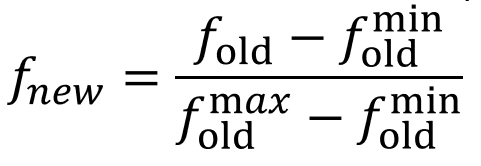 f_new = (f_old − f_old^min) / (f_old^max − f_old^min)